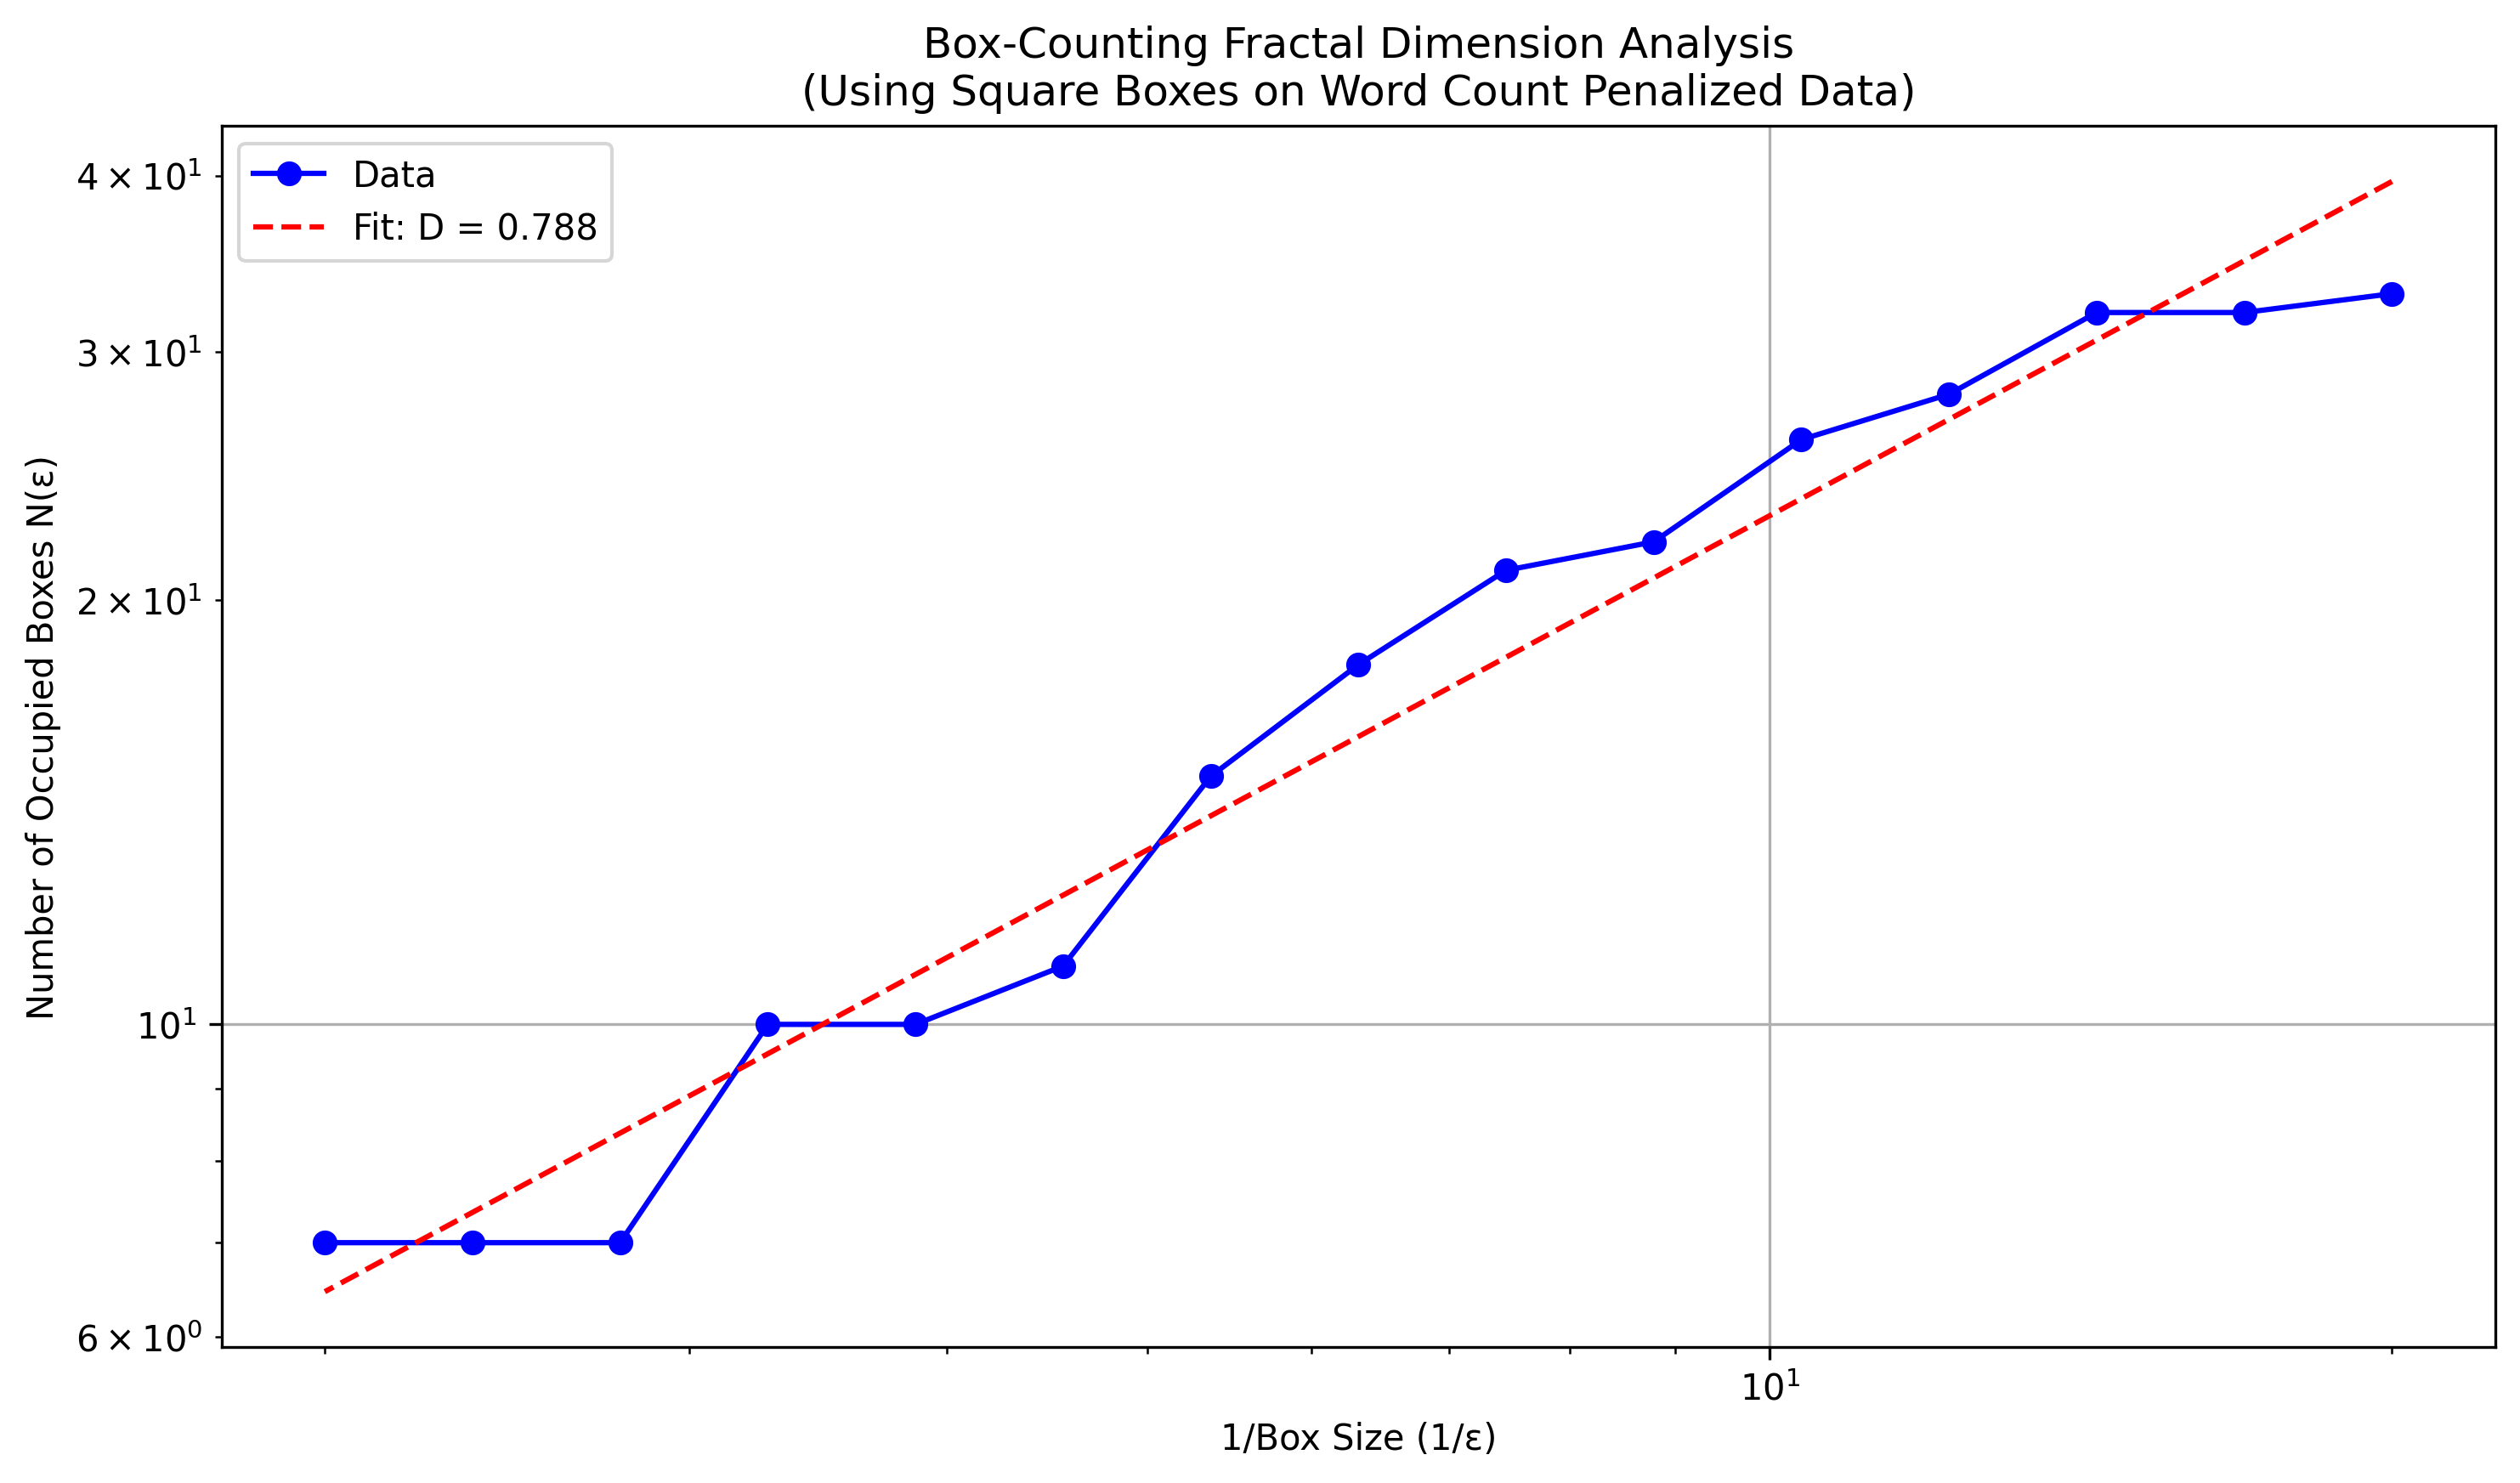 Box-Counting Fractal Dimension Analysis
(Using Square Boxes on Word Count Penalized Data)
Data
Fit: D = 0.788
4 × 10¹
3 × 10¹
2 × 10¹
10¹
6 × 10⁰
Number of Occupied Boxes N(ε)
10¹
1/Box Size (1/ε)